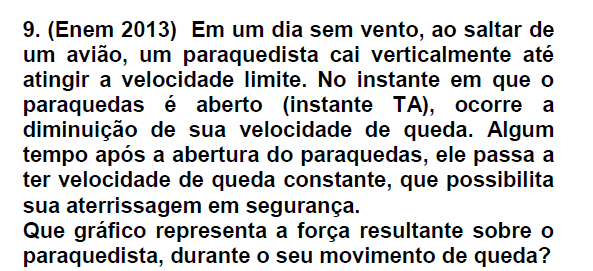 9. (Enem 2013)  Em um dia sem vento, ao saltar de
um avião, um paraquedista cai verticalmente até
atingir a velocidade limite. No instante em que o
paraquedas é aberto (instante TA), ocorre a
diminuição de sua velocidade de queda. Algum
tempo após a abertura do paraquedas, ele passa a
ter velocidade de queda constante, que possibilita
sua aterrissagem em segurança.
Que gráfico representa a força resultante sobre o
paraquedista, durante o seu movimento de queda?